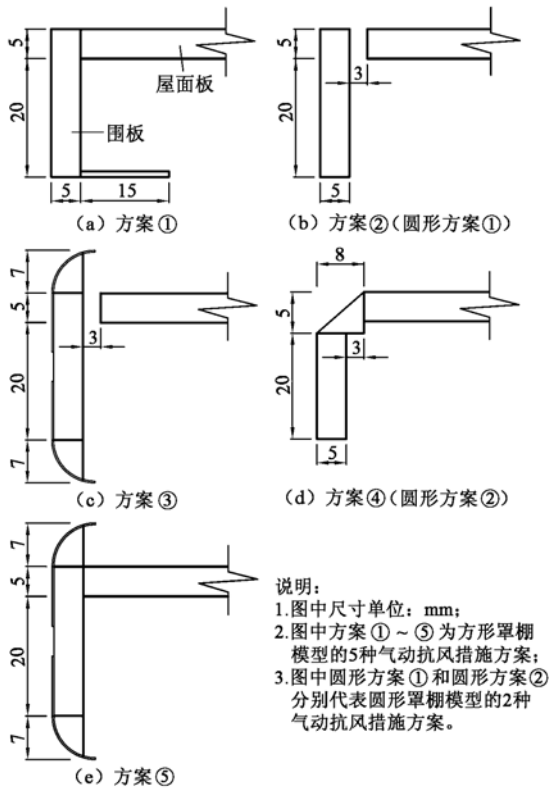 5
20
屋面板
围板
5
15
（a）方案①
5
20
3
5
（b）方案②(圆形方案①)
7
5
20
7
3
（c）方案③
8
5
20
3
5
（d）方案④(圆形方案②)
7
5
20
7
（e）方案⑤
说明:
1.图中尺寸单位: mm;
2.图中方案①～⑤为方形罩棚
模型的5种气动抗风措施方案;
3.图中圆形方案①和圆形方案②
分别代表圆形罩棚模型的2种
气动抗风措施方案。